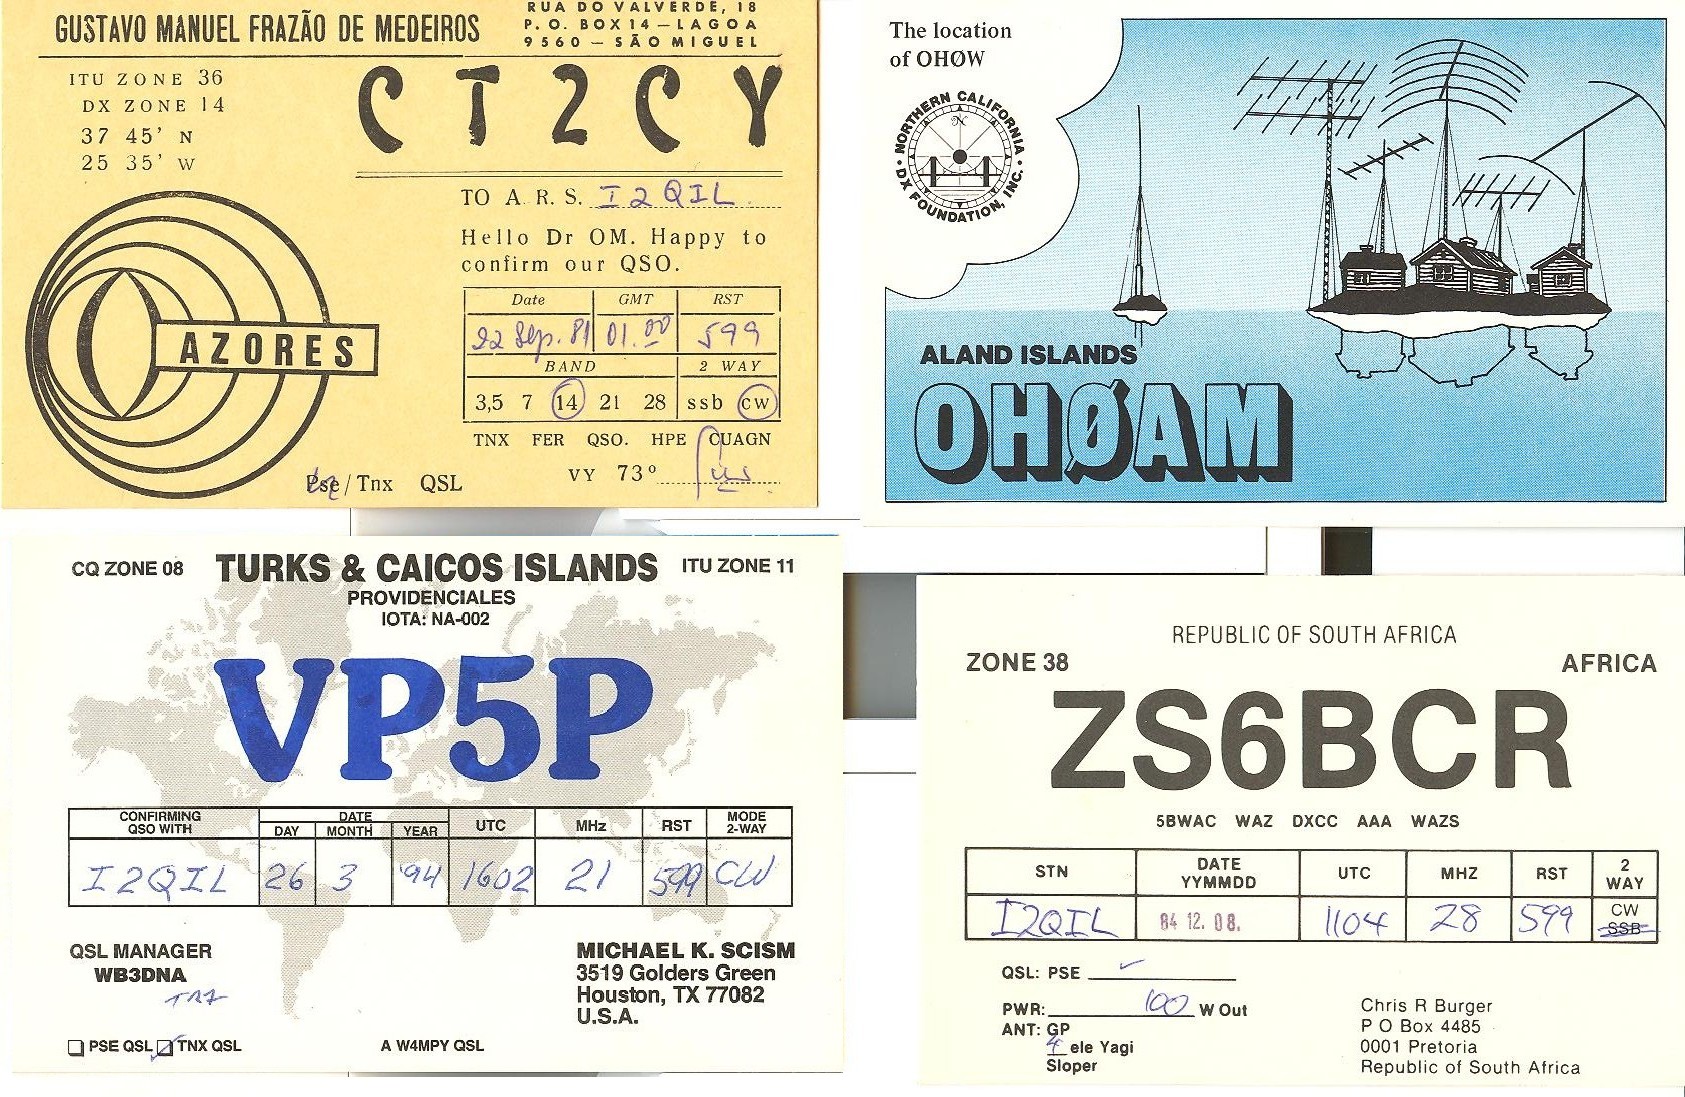 GUSTAVO MANUEL FRAZÃO DE MEDEIROS
RUA DO VALVERDE, 18
P. O. BOX 14 — LAGOA
9560 — SÃO MIGUEL
ITU ZONE 36
DX ZONE 14
37 45' N
25 35' W
CT2CY
AZORES
TO A. R. S. I2QIL
Hello Dr OM. Happy to
confirm our QSO.
Date GMT RST
22 Sep. 81 01.00 599
BAND 2 WAY
3,5 7 14 21 28 ssb cw
TNX FER QSO. HPE CUAGN
VY 73º
Pse/Tnx QSL
The location
of OHØW
NORTHERN CALIFORNIA
• DX FOUNDATION, INC. •
N
ALAND ISLANDS
OHØAM
CQ ZONE 08
TURKS & CAICOS ISLANDS
ITU ZONE 11
PROVIDENCIALES
IOTA: NA-002
VP5P
CONFIRMING QSO WITH DATE DAY MONTH YEAR UTC MHz RST MODE 2-WAY
I2QIL 26 3 '94 1602 21 599 CW
QSL MANAGER
WB3DNA
MICHAEL K. SCISM
3519 Golders Green
Houston, TX 77082
U.S.A.
PSE QSL TNX QSL
A W4MPY QSL
REPUBLIC OF SOUTH AFRICA
ZONE 38
AFRICA
ZS6BCR
5BWAC WAZ DXCC AAA WAZS
STN DATE YYMMDD UTC MHZ RST 2 WAY
I2QIL 84 12. 08. 1104 28 599 CW
SSB
QSL: PSE
PWR: 100 W Out
ANT: GP
4 ele Yagi
Sloper
Chris R Burger
P O Box 4485
0001 Pretoria
Republic of South Africa